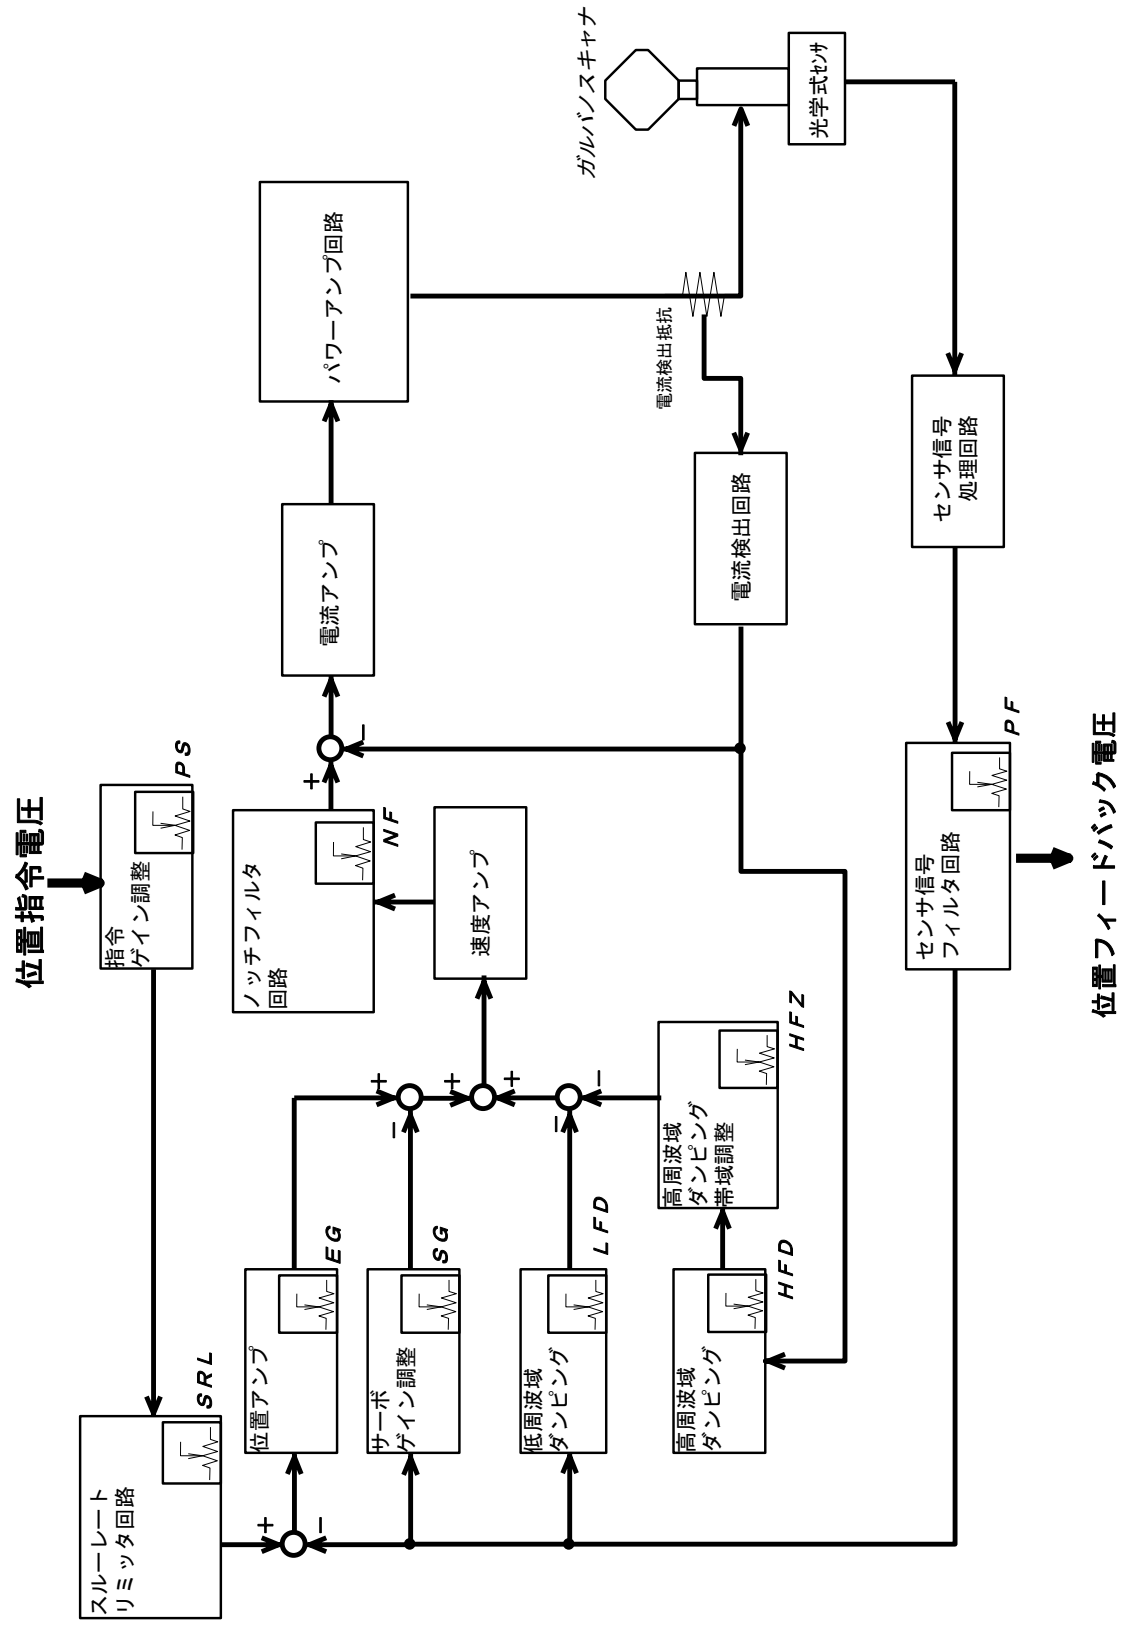 位置指令電圧
指令
ゲイン調整
PS
スルーレート
リミッタ回路
SRL
+
−
位置アンプ
EG
サーボ
ゲイン調整
SG
低周波域
ダンピング
LFD
高周波域
ダンピング
HFD
高周波域
ダンピング
帯域調整
HFZ
+
−
+
+
−
−
速度アンプ
ノッチフィルタ
回路
NF
+
−
電流アンプ
パワーアンプ回路
電流検出抵抗
電流検出回路
ガルバノスキャナ
光学式センサ
センサ信号
処理回路
センサ信号
フィルタ回路
PF
位置フィードバック電圧